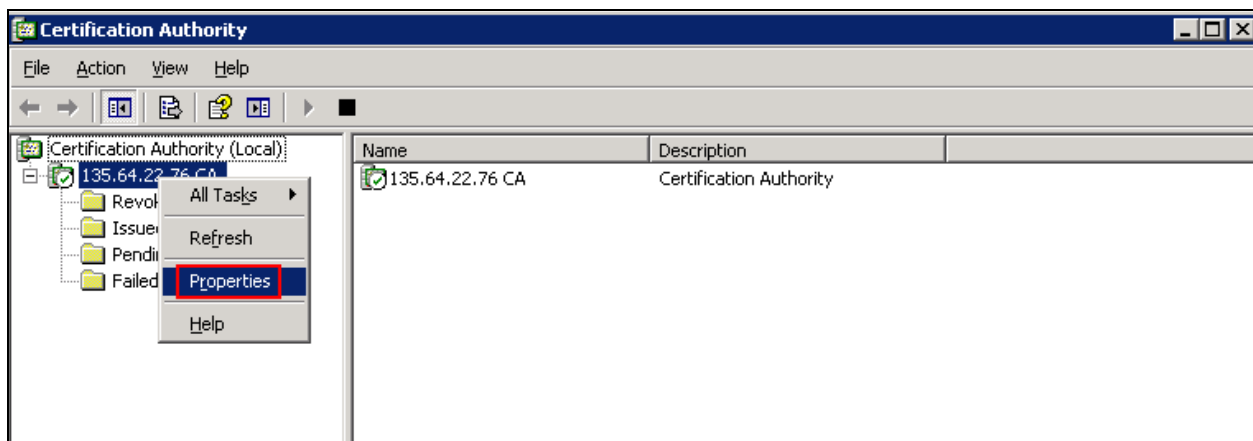 Certification Authority
File Action View Help
Certification Authority (Local)
Name Description
135.64.22.76 CA
135.64.22.76 CA Certification Authority
All Tasks
Refresh
Properties
Help